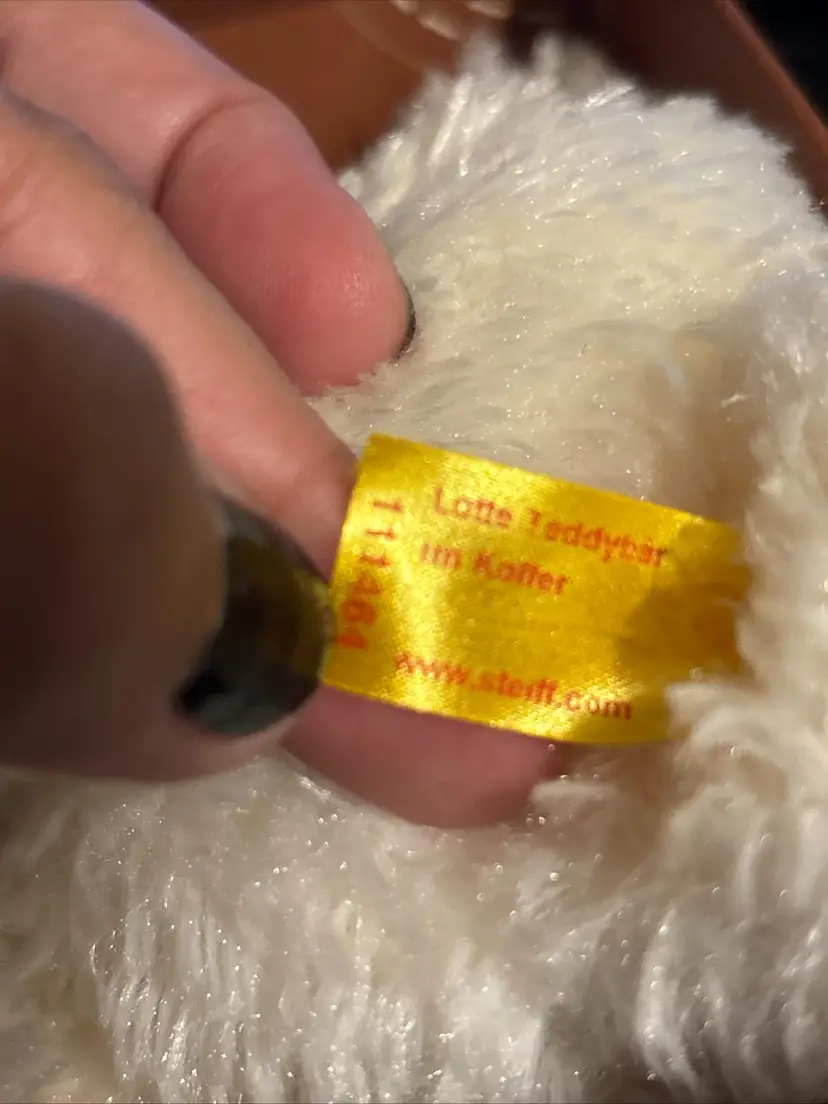 Lotte Teddybär
im Koffer
www.steiff.com
111464